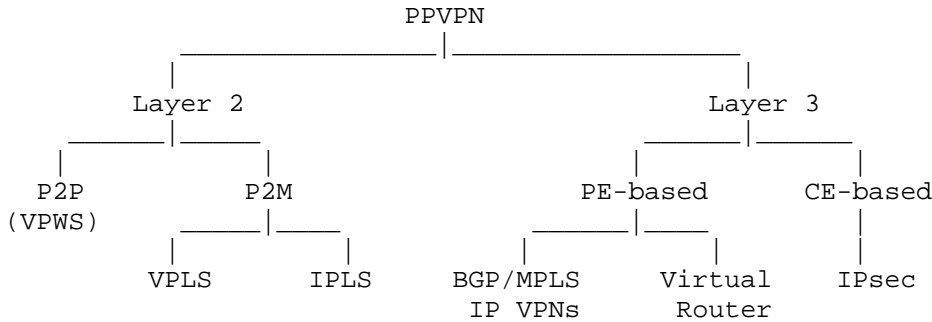 PPVPN
Layer 2 Layer 3
P2P P2M PE-based CE-based
(VPWS)
VPLS IPLS BGP/MPLS Virtual IPsec
IP VPNs Router